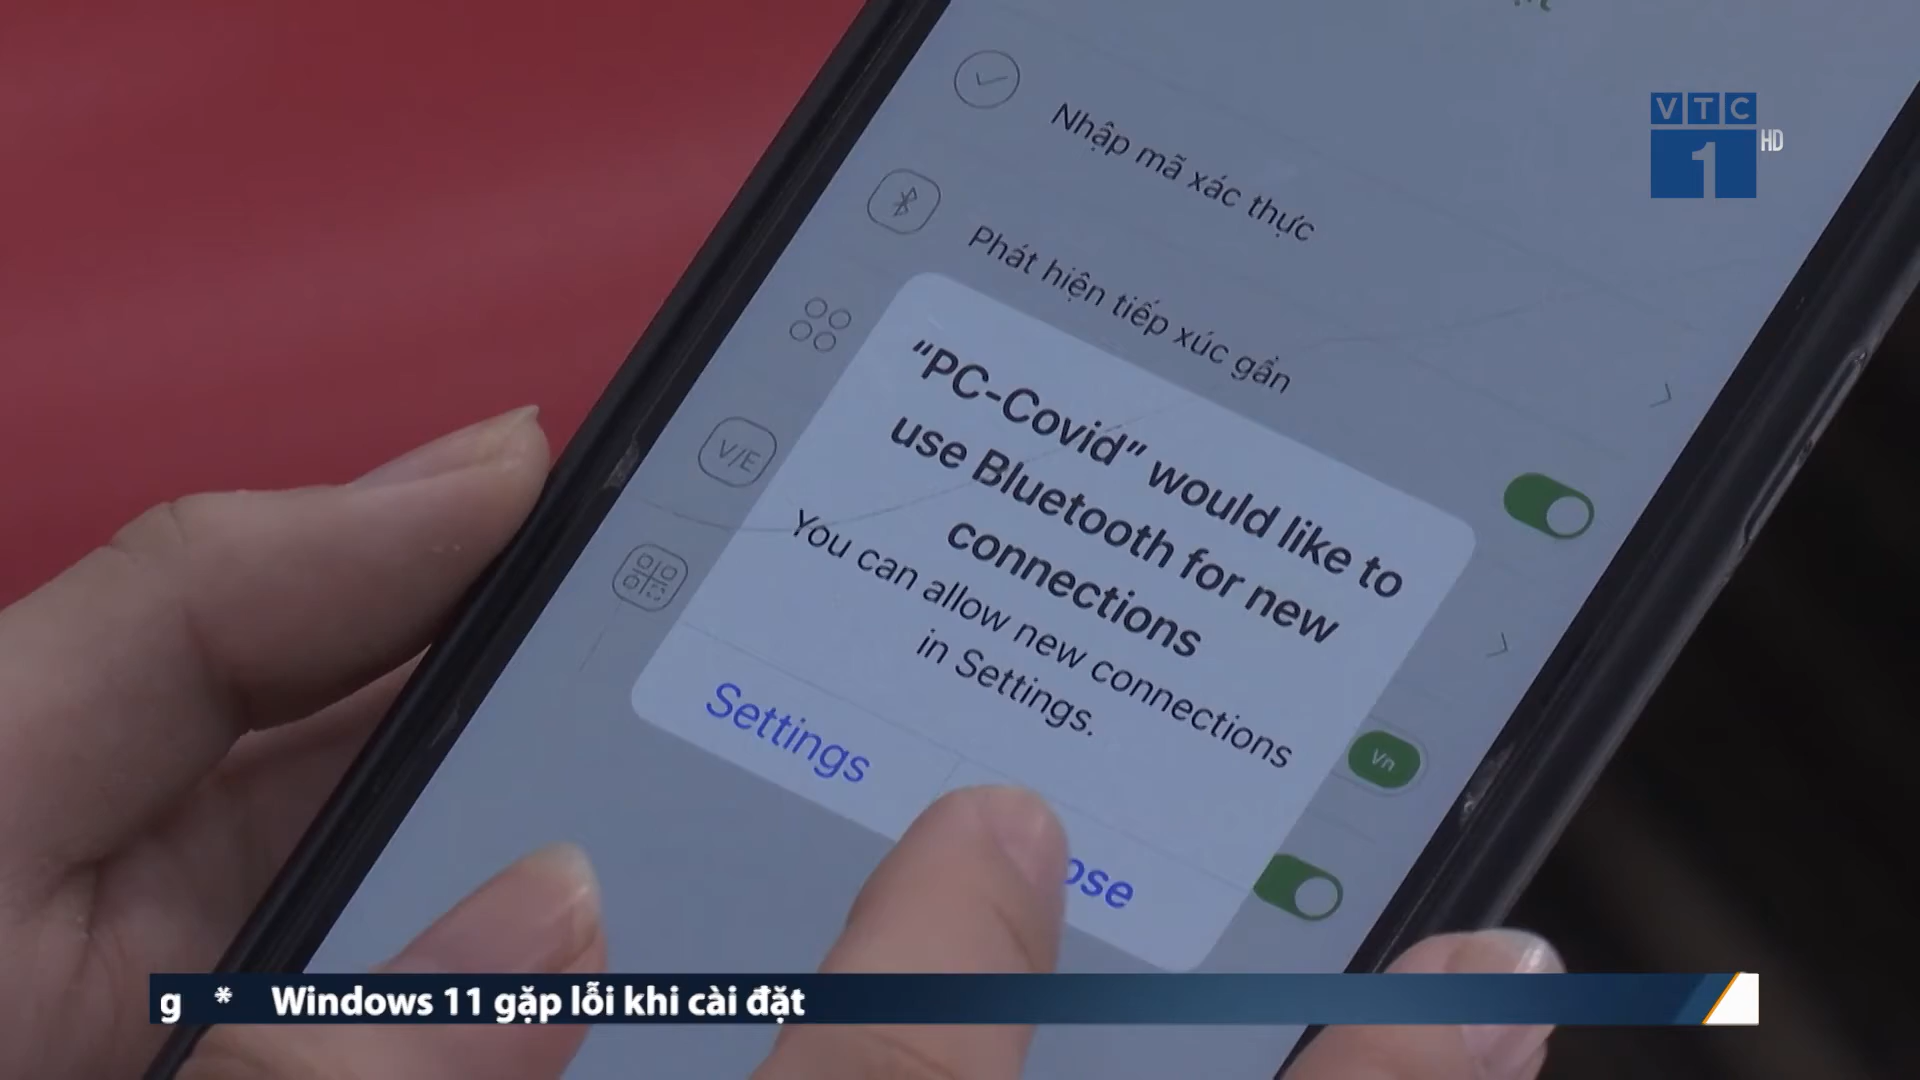 VTC
1 HD
Nhập mã xác thực
Phát hiện tiếp xúc gần
V/E
“PC-Covid” would like to
use Bluetooth for new
connections
You can allow new connections
in Settings.
Settings
Vn
g * Windows 11 gặp lỗi khi cài đặt